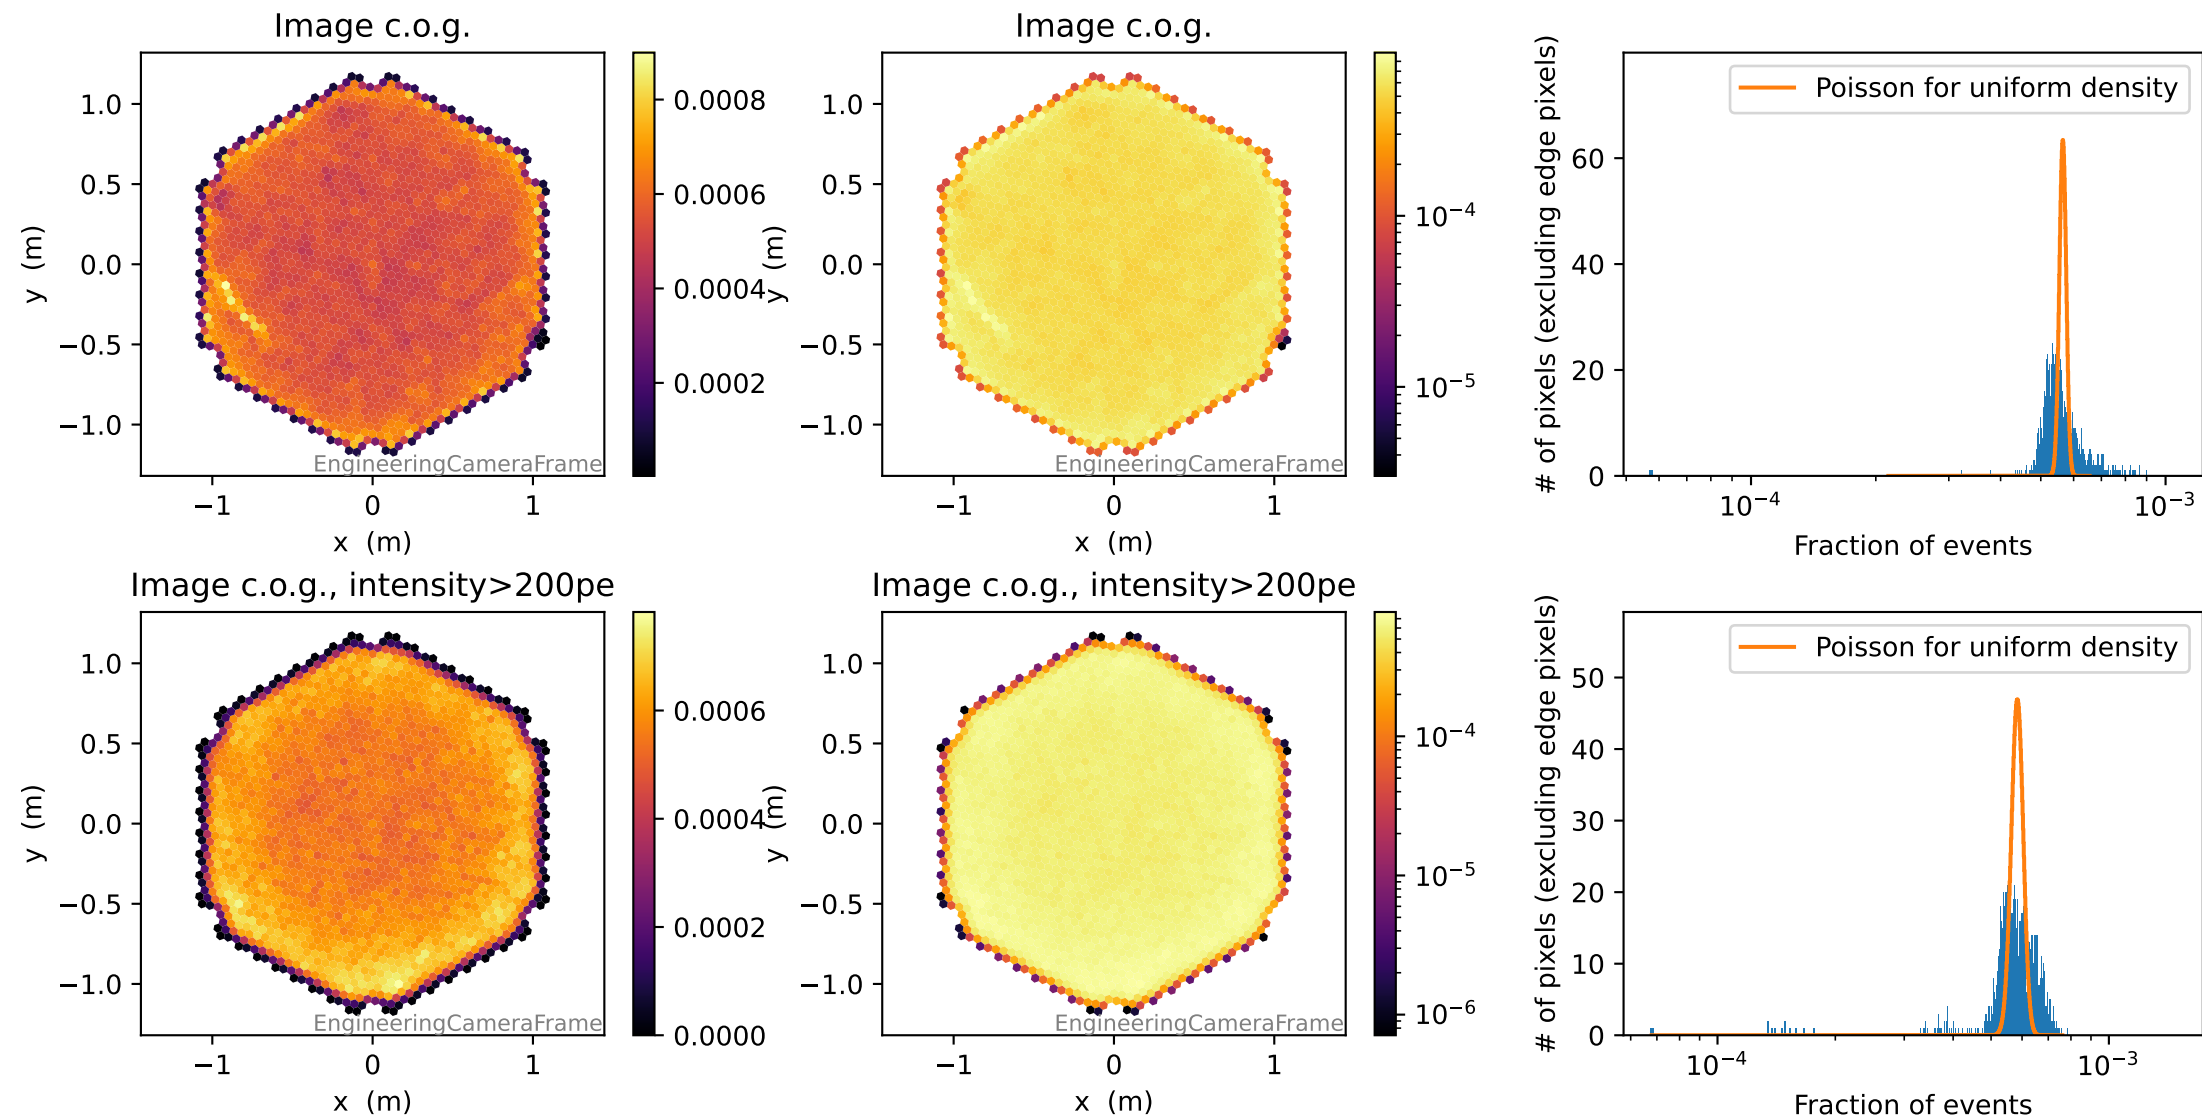 Image c.o.g.
y (m)
1.0
0.5
0.0
−0.5
−1.0
−1
0
1
x (m)
EngineeringCameraFrame
0.0008
0.0006
0.0004
0.0002
Image c.o.g.
y (m)
1.0
0.5
0.0
−0.5
−1.0
−1
0
1
x (m)
EngineeringCameraFrame
10⁻⁴
10⁻⁵
# of pixels (excluding edge pixels)
60
40
20
0
Poisson for uniform density
10⁻⁴
10⁻³
Fraction of events
Image c.o.g., intensity>200pe
y (m)
1.0
0.5
0.0
−0.5
−1.0
−1
0
1
x (m)
EngineeringCameraFrame
0.0006
0.0004
0.0002
0.0000
Image c.o.g., intensity>200pe
y (m)
1.0
0.5
0.0
−0.5
−1.0
−1
0
1
x (m)
EngineeringCameraFrame
10⁻⁴
10⁻⁵
10⁻⁶
# of pixels (excluding edge pixels)
50
40
30
20
10
0
Poisson for uniform density
10⁻⁴
10⁻³
Fraction of events